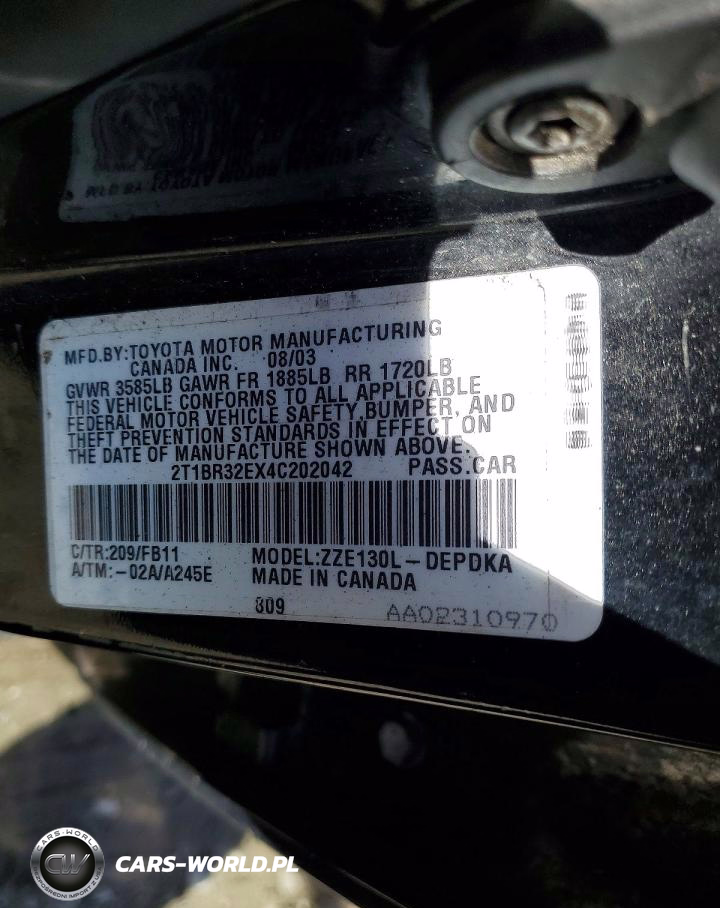 MFD.BY:TOYOTA MOTOR MANUFACTURING
CANADA INC. 08/03
GVWR 3585LB GAWR FR 1885LB RR 1720LB
THIS VEHICLE CONFORMS TO ALL APPLICABLE
FEDERAL MOTOR VEHICLE SAFETY,BUMPER, AND
THEFT PREVENTION STANDARDS IN EFFECT ON
THE DATE OF MANUFACTURE SHOWN ABOVE.
2T1BR32EX4C202042 PASS.CAR
C/TR:209/FB11 MODEL:ZZE130L-DEPDKA
A/TM:-02A/A245E MADE IN CANADA
809 AA02310970
CARS-WORLD
CW
CARS-WORLD.PL